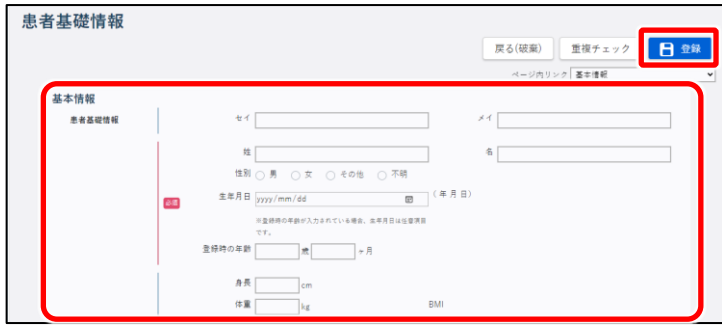 患者基礎情報
戻る(破棄) 重複チェック 登録
ページ内リンク 基本情報
基本情報
患者基礎情報 セイ メイ
姓 名
性別 男 女 その他 不明
必須 生年月日 yyyy/mm/dd (年月日)
※登録時の年齢が入力されている場合、生年月日は任意項目
です。
登録時の年齢 歳 ヶ月
身長 cm
体重 kg BMI